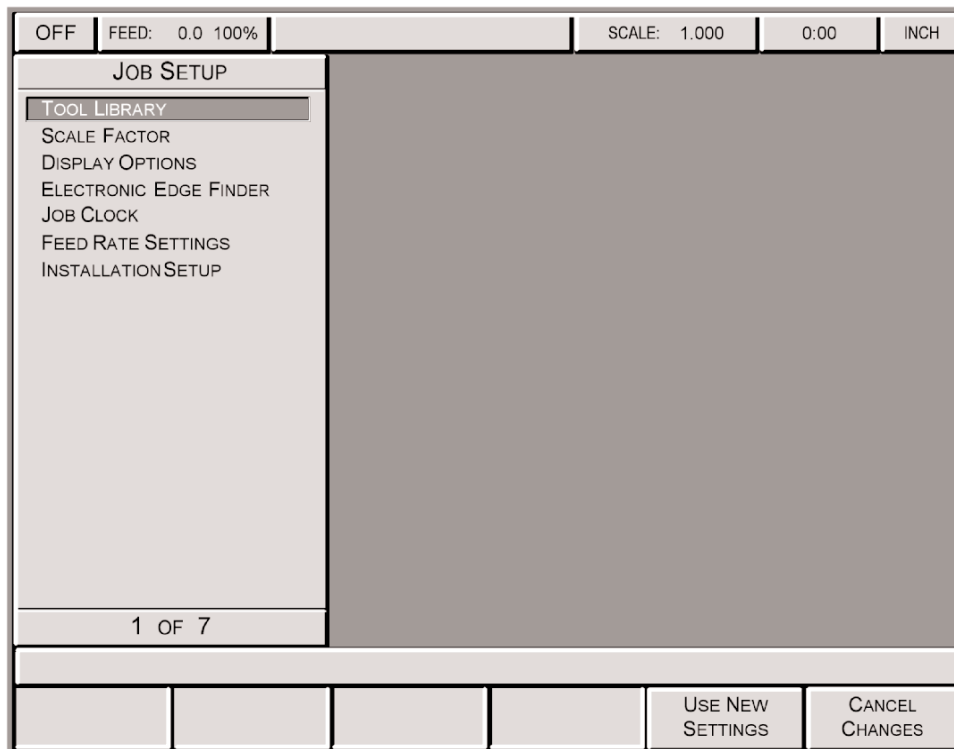 OFF FEED: 0.0 100% SCALE: 1.000 0:00 INCH
JOB SETUP
TOOL LIBRARY
SCALE FACTOR
DISPLAY OPTIONS
ELECTRONIC EDGE FINDER
JOB CLOCK
FEED RATE SETTINGS
INSTALLATION SETUP
1 OF 7
USE NEW SETTINGS
CANCEL CHANGES